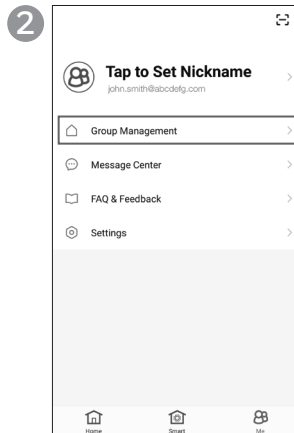 2
Tap to Set Nickname
john.smith@abcdefg.com
Group Management
Message Center
FAQ & Feedback
Settings
Home Smart Me